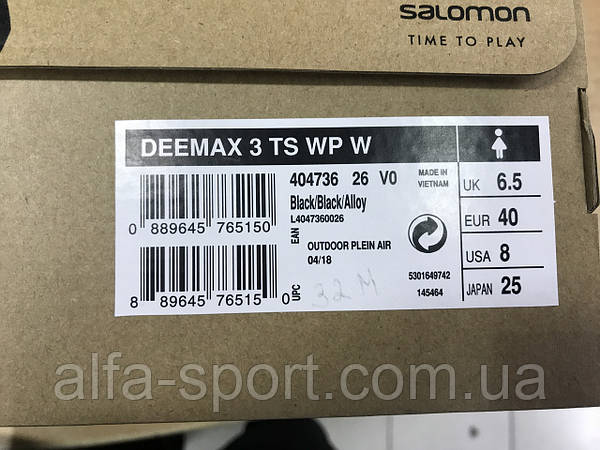 salomon
TIME TO PLAY
DEEMAX 3 TS WP W
404736 26 V0
MADE IN
VIETNAM
Black/Black/Alloy
L4047360026
EAN
0 889645 765150
OUTDOOR PLEIN AIR
04/18
UPC
8 89645 76515 0
32 M
5301649742
145464
UK 6.5
EUR 40
USA 8
JAPAN 25
alfa-sport.com.ua